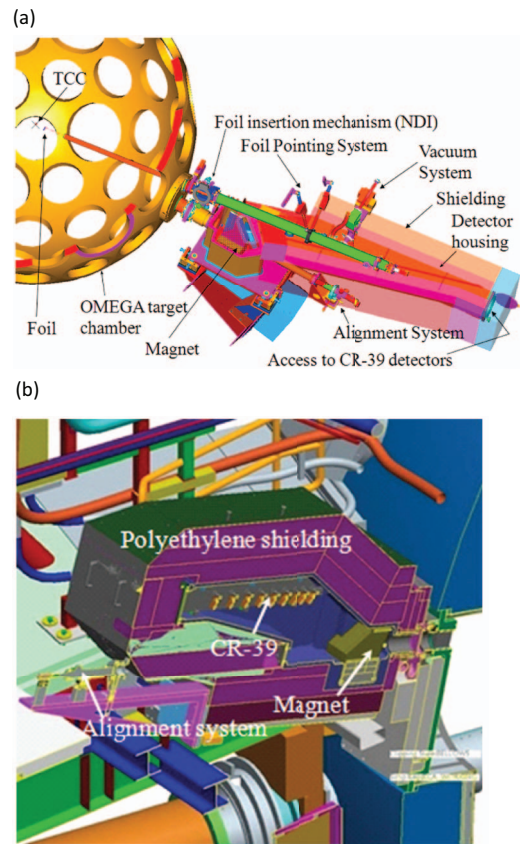 (a)
TCC
Foil insertion mechanism (NDI)
Foil Pointing System
Vacuum
System
Shielding
Detector
housing
OMEGA target
chamber
Foil
Magnet
Alignment System
Access to CR-39 detectors
(b)
Polyethylene shielding
CR-39
Magnet
Alignment system